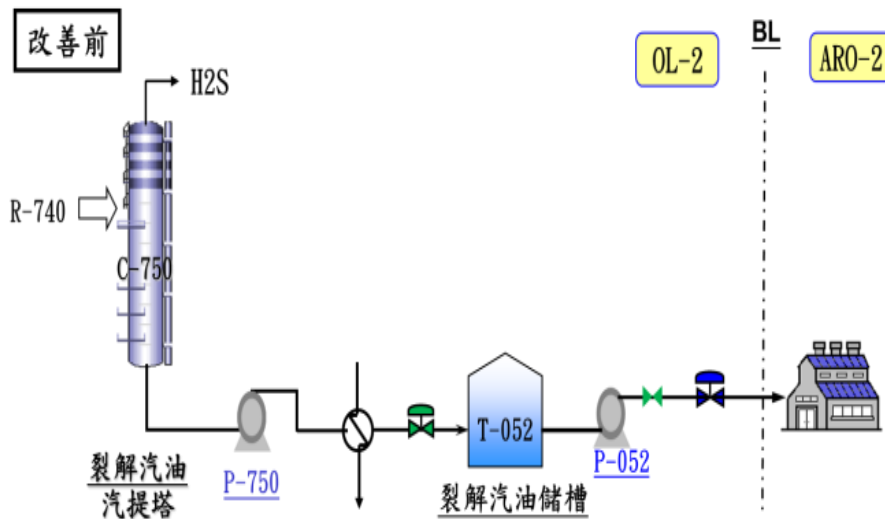 改善前
BL
OL-2
ARO-2
H2S
R-740
C-750
T-052
裂解汽油
汽提塔
P-750
裂解汽油儲槽
P-052